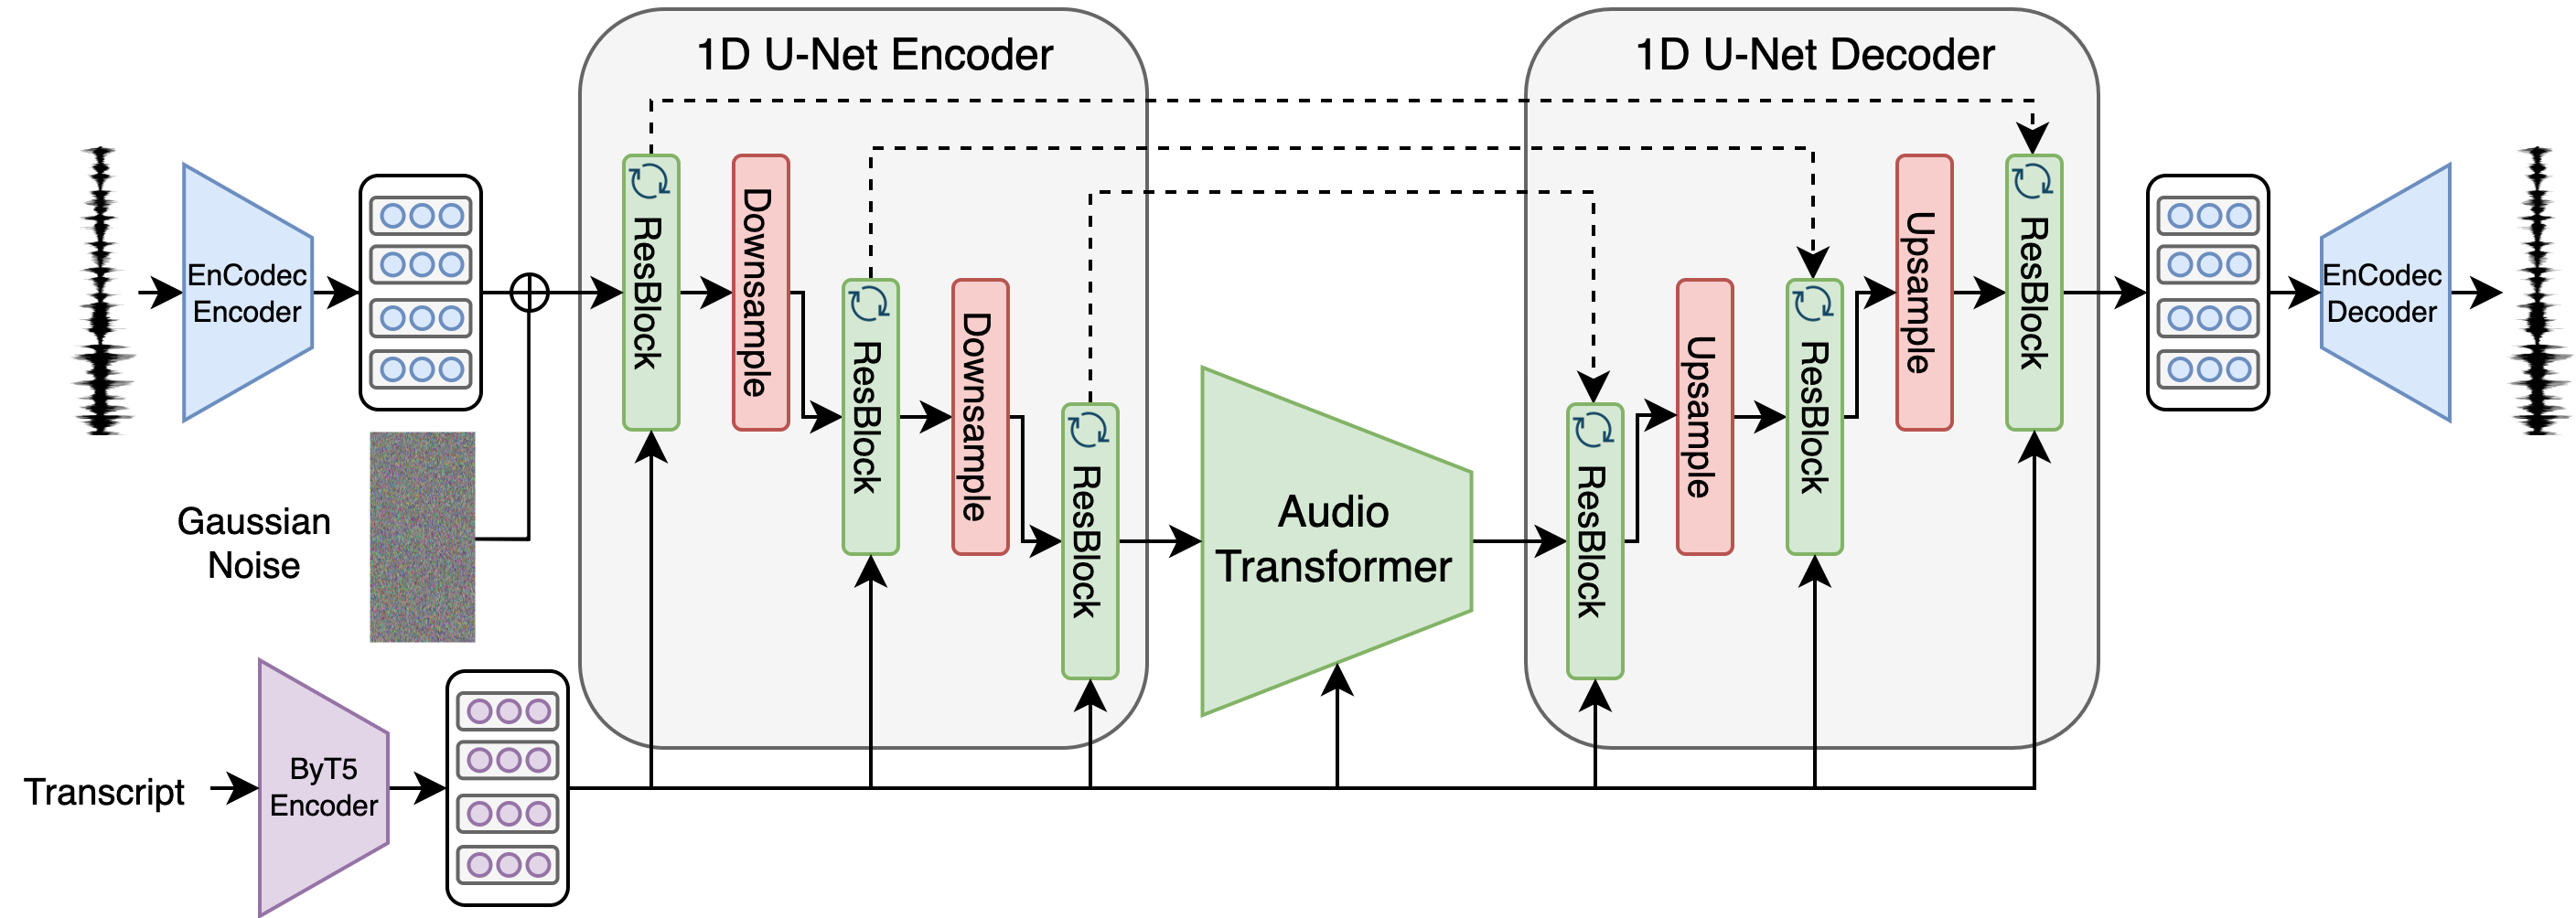 1D U-Net Encoder
1D U-Net Decoder
EnCodec
Encoder
ResBlock
Downsample
ResBlock
Downsample
ResBlock
Audio
Transformer
ResBlock
Upsample
ResBlock
Upsample
ResBlock
EnCodec
Decoder
Gaussian
Noise
Transcript
ByT5
Encoder